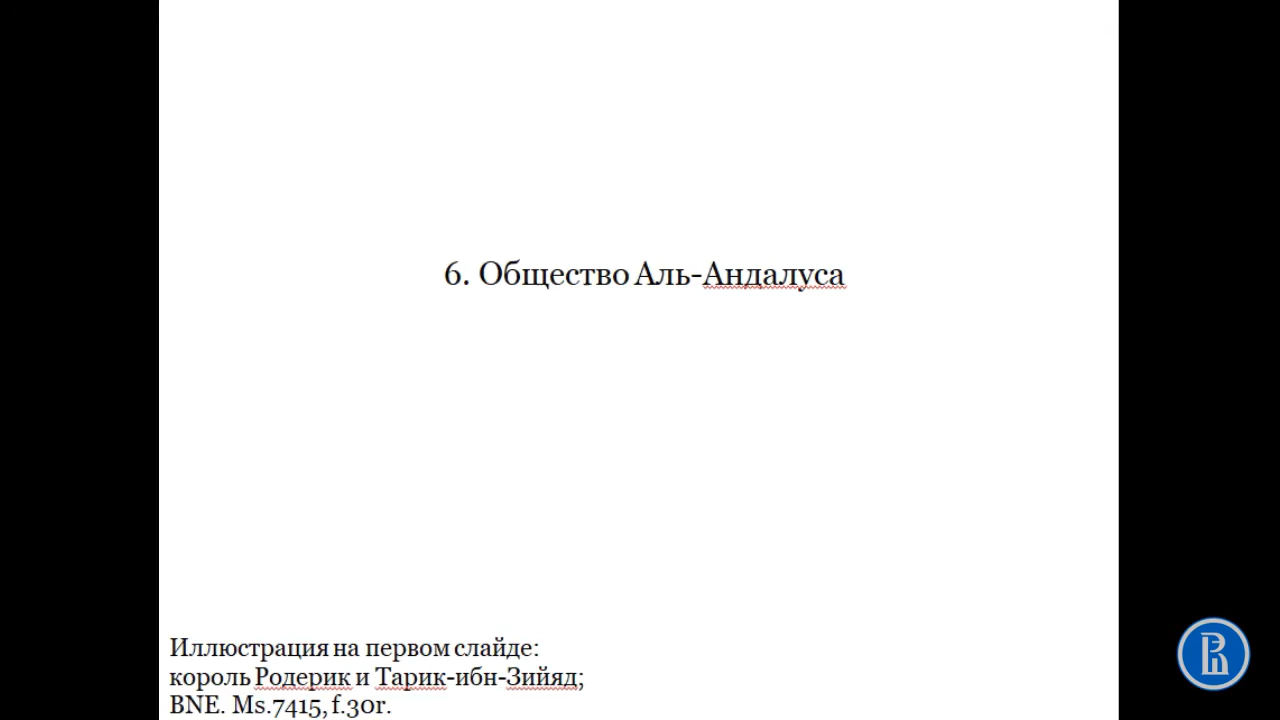 6. Общество Аль-Андалуса
Иллюстрация на первом слайде:
король Родерик и Тарик-ибн-Зийяд;
BNE. Ms.7415, f.30r.